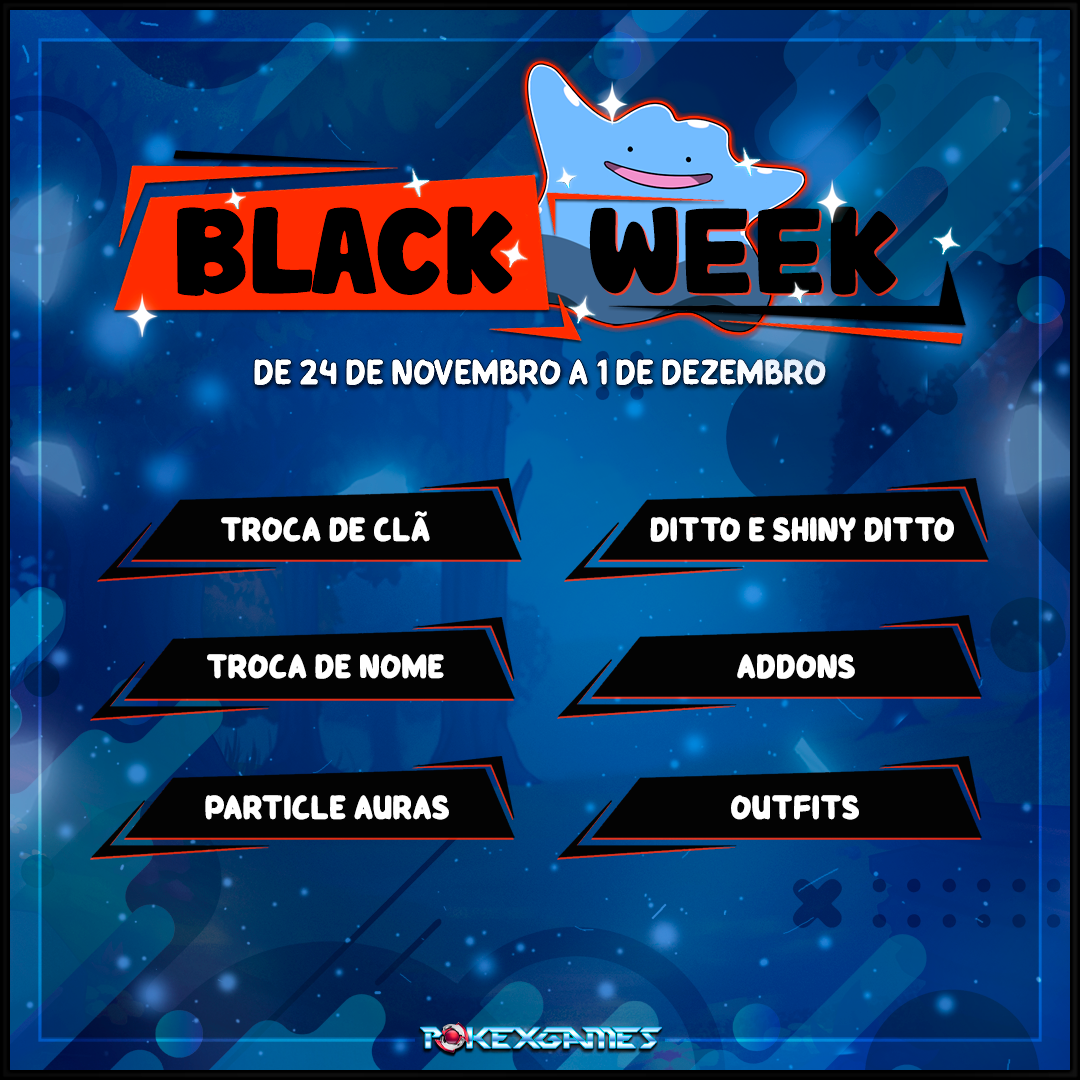 BLACK WEEK
DE 24 DE NOVEMBRO A 1 DE DEZEMBRO
TROCA DE CLÃ
DITTO E SHINY DITTO
TROCA DE NOME
ADDONS
PARTICLE AURAS
OUTFITS
POKEXGAMES